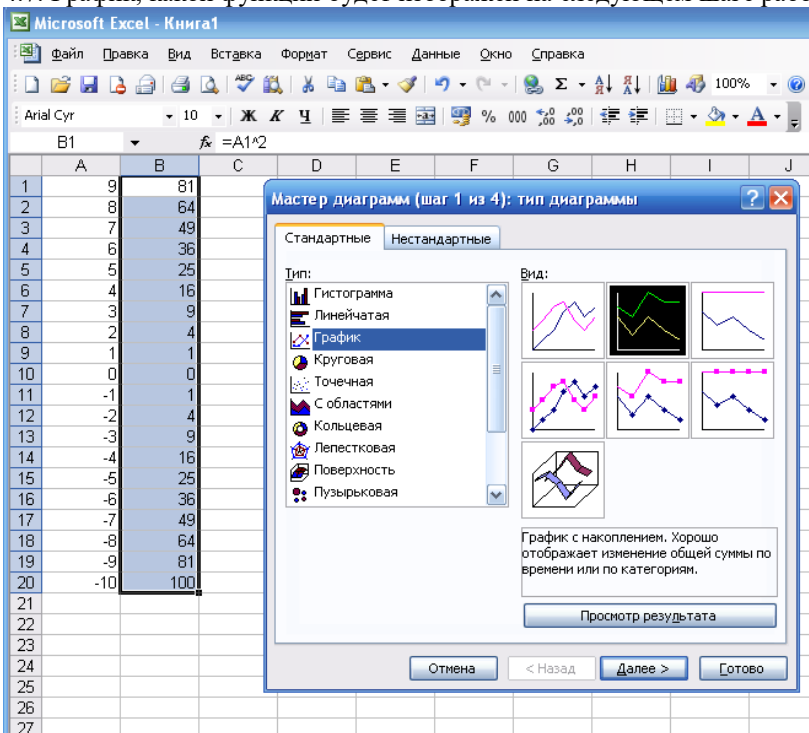 Microsoft Excel - Книга1
Файл Правка Вид Вставка Формат Сервис Данные Окно Справка
100%
Arial Cyr 10 Ж К Ч % 000
B1 fx =A1^2
A B C D E F G H I J
1 9 81
2 8 64
3 7 49
4 6 36
5 5 25
6 4 16
7 3 9
8 2 4
9 1 1
10 0 0
11 -1 1
12 -2 4
13 -3 9
14 -4 16
15 -5 25
16 -6 36
17 -7 49
18 -8 64
19 -9 81
20 -10 100
21
22
23
24
25
26
27
Мастер диаграмм (шаг 1 из 4): тип диаграммы
Стандартные Нестандартные
Тип:
Гистограмма
Линейчатая
График
Круговая
Точечная
С областями
Кольцевая
Лепестковая
Поверхность
Пузырьковая
Вид:
График с накоплением. Хорошо
отображает изменение общей суммы по
времени или по категориям.
Просмотр результата
Отмена < Назад Далее > Готово